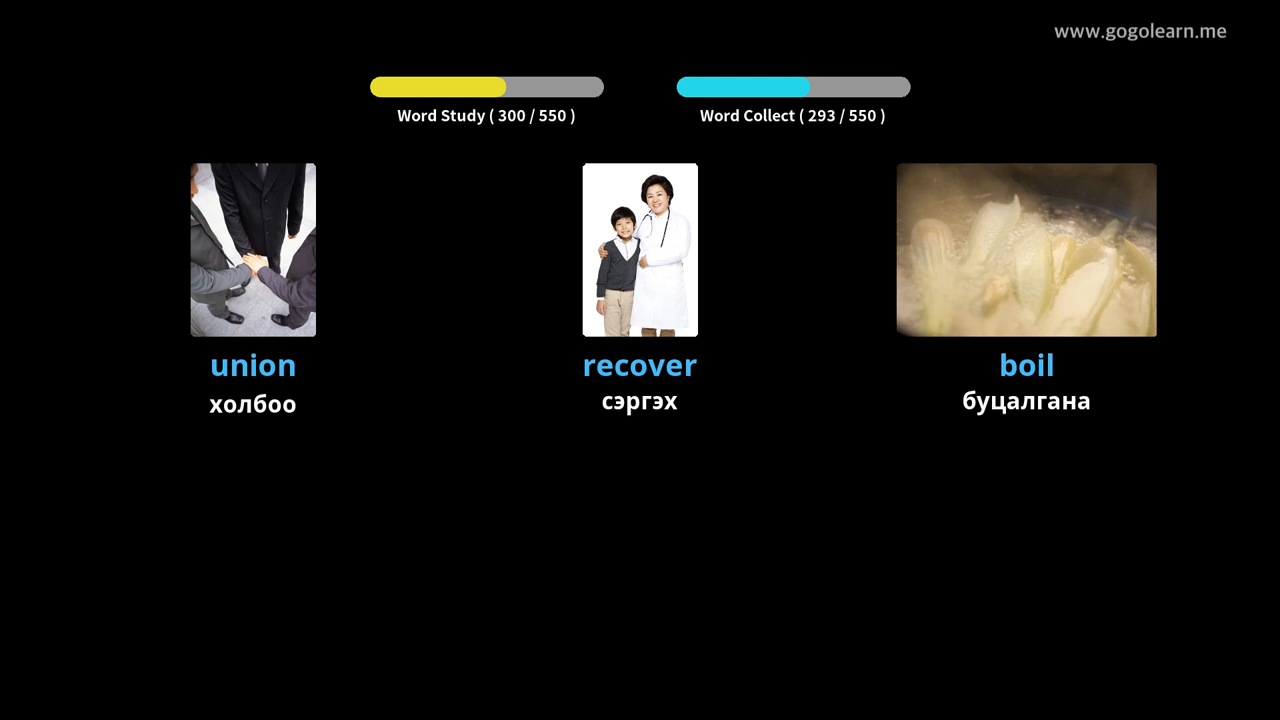 www.gogolearn.me
Word Study ( 300 / 550 )
Word Collect ( 293 / 550 )
union
recover
boil
холбоо
сэргэх
буцалгана